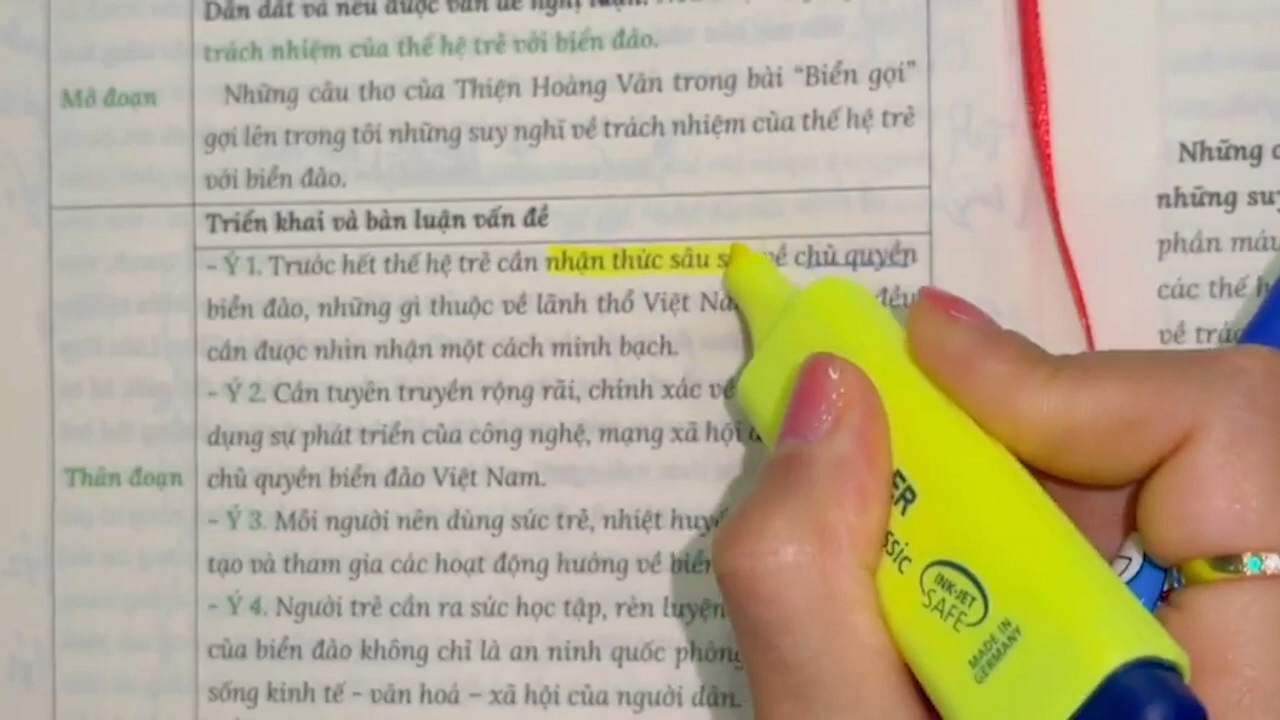 Dẫn dắt và nêu được vấn đề nghị luận.
trách nhiệm của thế hệ trẻ với biển đảo.
Mở đoạn
Những câu thơ của Thiện Hoàng Văn trong bài “Biển gọi”
gợi lên trong tôi những suy nghĩ về trách nhiệm của thế hệ trẻ
với biển đảo.
Triển khai và bàn luận vấn đề
- Ý 1. Trước hết thế hệ trẻ cần nhận thức sâu về chủ quyền
biển đảo, những gì thuộc về lãnh thổ Việt đều
cần được nhìn nhận một cách minh bạch.
- Ý 2. Cần tuyên truyền rộng rãi, chính xác về
dụng sự phát triển của công nghệ, mạng xã hội
Thân đoạn
chủ quyền biển đảo Việt Nam.
- Ý 3. Mỗi người nên dùng sức trẻ, nhiệt
tạo và tham gia các hoạt động hướng về biển
- Ý 4. Người trẻ cần ra sức học tập, rèn luyện
của biển đảo không chỉ là an ninh quốc phòng
sống kinh tế - văn hoá – xã hội của người dân.
Những
những
phần máu
các thế
về
INK-JET
SAFE
MADE IN
GERMANY